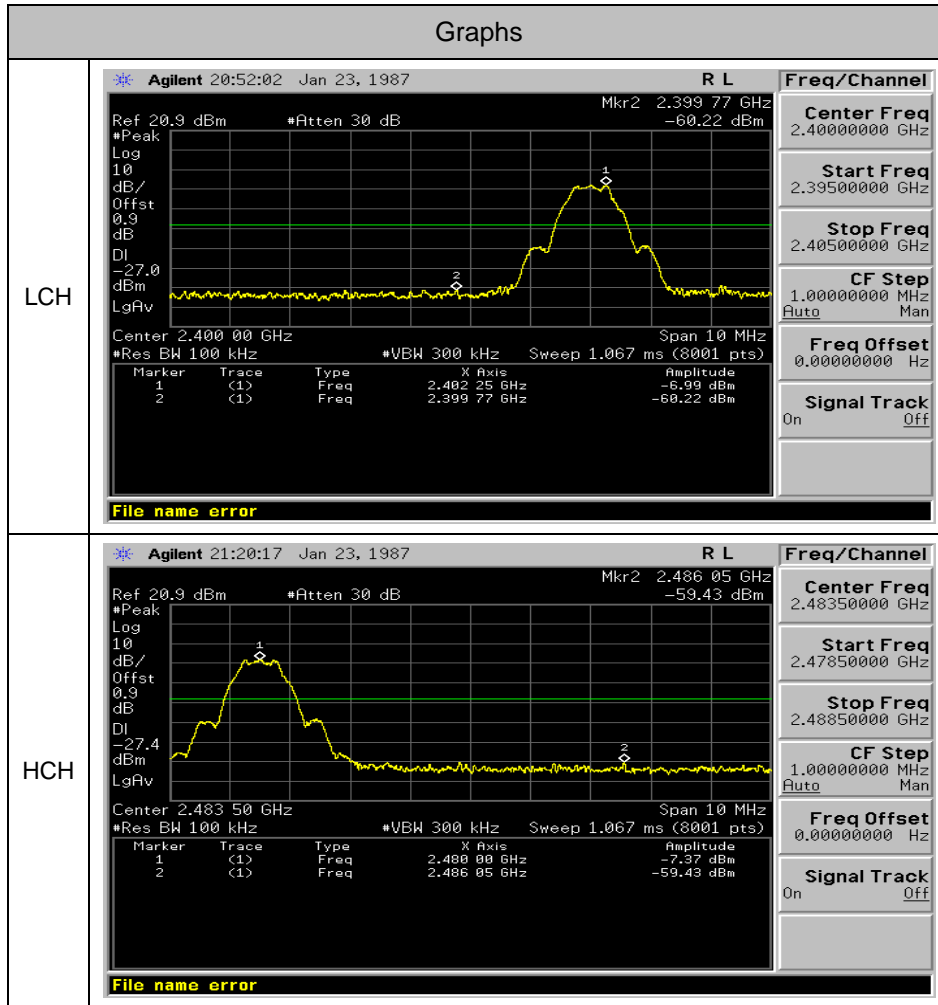 Graphs
LCH
Agilent 20:52:02 Jan 23, 1987 R L Freq/Channel
Mkr2 2.399 77 GHz
Ref 20.9 dBm #Atten 30 dB -60.22 dBm
#Peak
Log
10
dB/
Offst
0.9
dB
DI
-27.0
dBm
LgAv
1
2
Center 2.400 00 GHz Span 10 MHz
#Res BW 100 kHz #VBW 300 kHz Sweep 1.067 ms (8001 pts)
Marker Trace Type X Axis Amplitude
1 (1) Freq 2.402 25 GHz -6.99 dBm
2 (1) Freq 2.399 77 GHz -60.22 dBm
File name error
Center Freq
2.40000000 GHz
Start Freq
2.39500000 GHz
Stop Freq
2.40500000 GHz
CF Step
1.00000000 MHz
Auto Man
Freq Offset
0.00000000 Hz
Signal Track
On Off
HCH
Agilent 21:20:17 Jan 23, 1987 R L Freq/Channel
Mkr2 2.486 05 GHz
Ref 20.9 dBm #Atten 30 dB -59.43 dBm
#Peak
Log
10
dB/
Offst
0.9
dB
DI
-27.4
dBm
LgAv
1
2
Center 2.483 50 GHz Span 10 MHz
#Res BW 100 kHz #VBW 300 kHz Sweep 1.067 ms (8001 pts)
Marker Trace Type X Axis Amplitude
1 (1) Freq 2.480 00 GHz -7.37 dBm
2 (1) Freq 2.486 05 GHz -59.43 dBm
File name error
Center Freq
2.48350000 GHz
Start Freq
2.47850000 GHz
Stop Freq
2.48850000 GHz
CF Step
1.00000000 MHz
Auto Man
Freq Offset
0.00000000 Hz
Signal Track
On Off